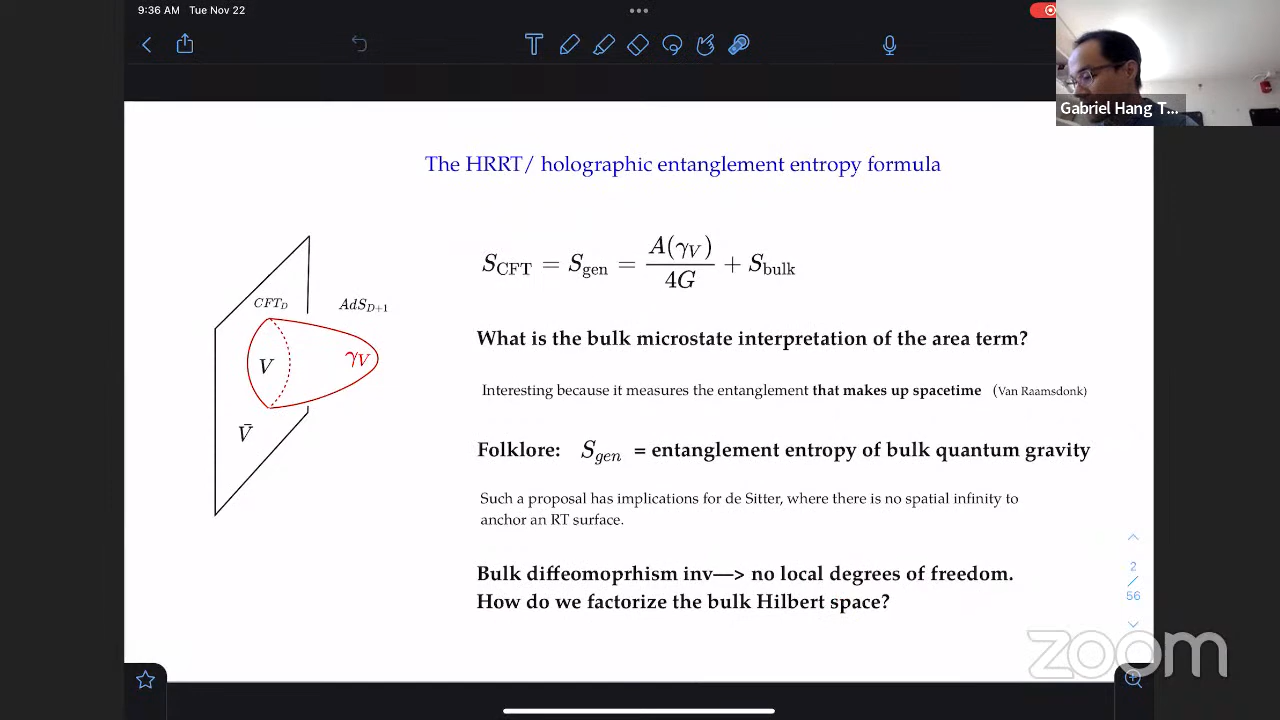 9:36 AM Tue Nov 22
Gabriel Hang T...
The HRRT/ holographic entanglement entropy formula
S_CFT = S_gen = A(γ_V) / 4G + S_bulk
CFT_D
AdS_{D+1}
V
γ_V
V̄
What is the bulk microstate interpretation of the area term?
Interesting because it measures the entanglement that makes up spacetime (Van Raamsdonk)
Folklore: S_gen = entanglement entropy of bulk quantum gravity
Such a proposal has implications for de Sitter, where there is no spatial infinity to
anchor an RT surface.
Bulk diffeomoprhism inv—> no local degrees of freedom.
How do we factorize the bulk Hilbert space?
2
/
56
zoom